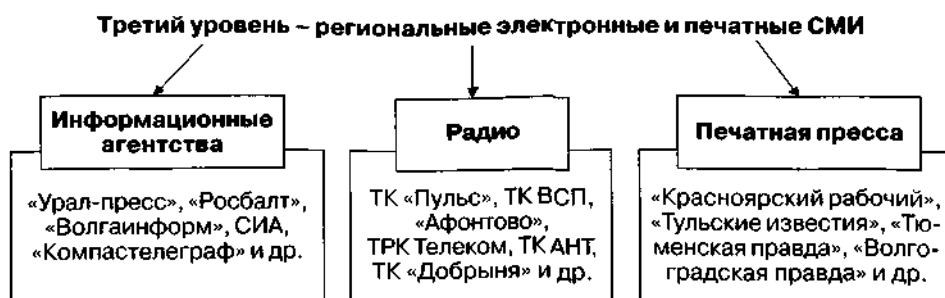 Третий уровень – региональные электронные и печатные СМИ
Информационные
агентства
«Урал-пресс», «Росбалт»,
«Волгаинформ», СИА,
«Компастелеграф» и др.
Радио
ТК «Пульс», ТК ВСП,
«Афонтово»,
ТРК Телеком, ТК АНТ,
ТК «Добрыня» и др.
Печатная пресса
«Красноярский рабочий»,
«Тульские известия», «Тю-
менская правда», «Волго-
градская правда» и др.